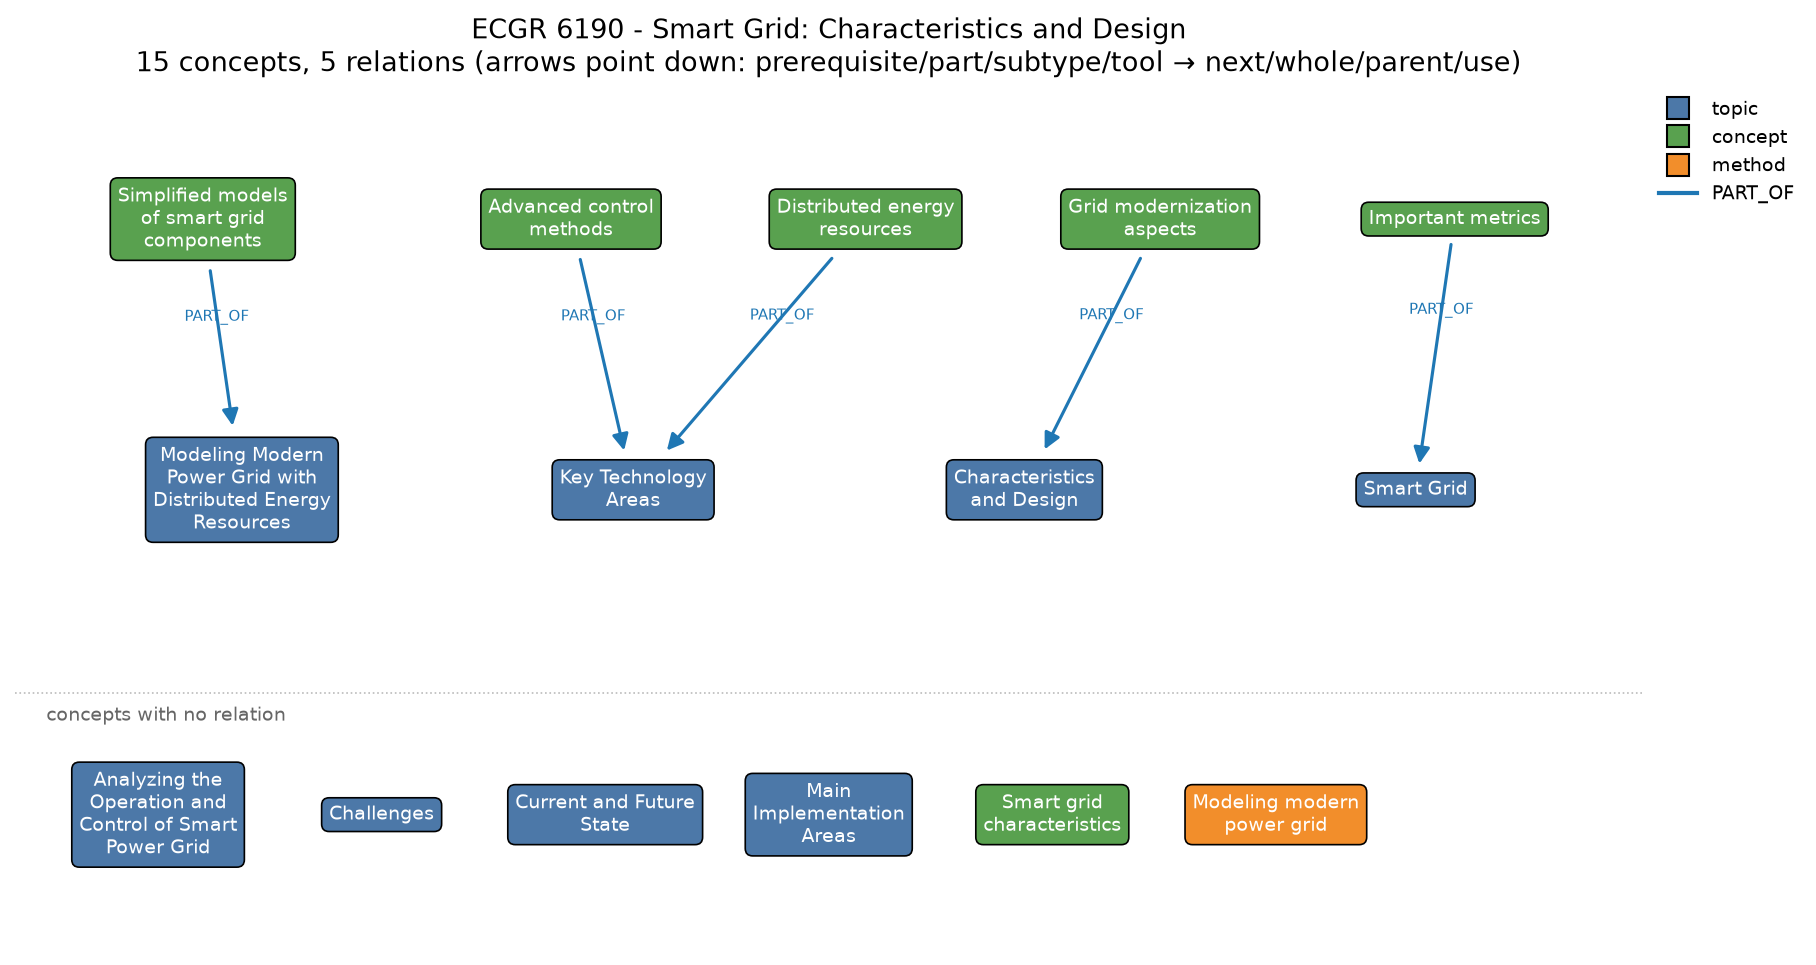 ECGR 6190 - Smart Grid: Characteristics and Design
15 concepts, 5 relations (arrows point down: prerequisite/part/subtype/tool → next/whole/parent/use)
topic
concept
method
PART_OF
Simplified models
of smart grid
components
Advanced control
methods
Distributed energy
resources
Grid modernization
aspects
Important metrics
PART_OF
PART_OF
PART_OF
PART_OF
PART_OF
Modeling Modern
Power Grid with
Distributed Energy
Resources
Key Technology
Areas
Characteristics
and Design
Smart Grid
concepts with no relation
Analyzing the
Operation and
Control of Smart
Power Grid
Challenges
Current and Future
State
Main
Implementation
Areas
Smart grid
characteristics
Modeling modern
power grid